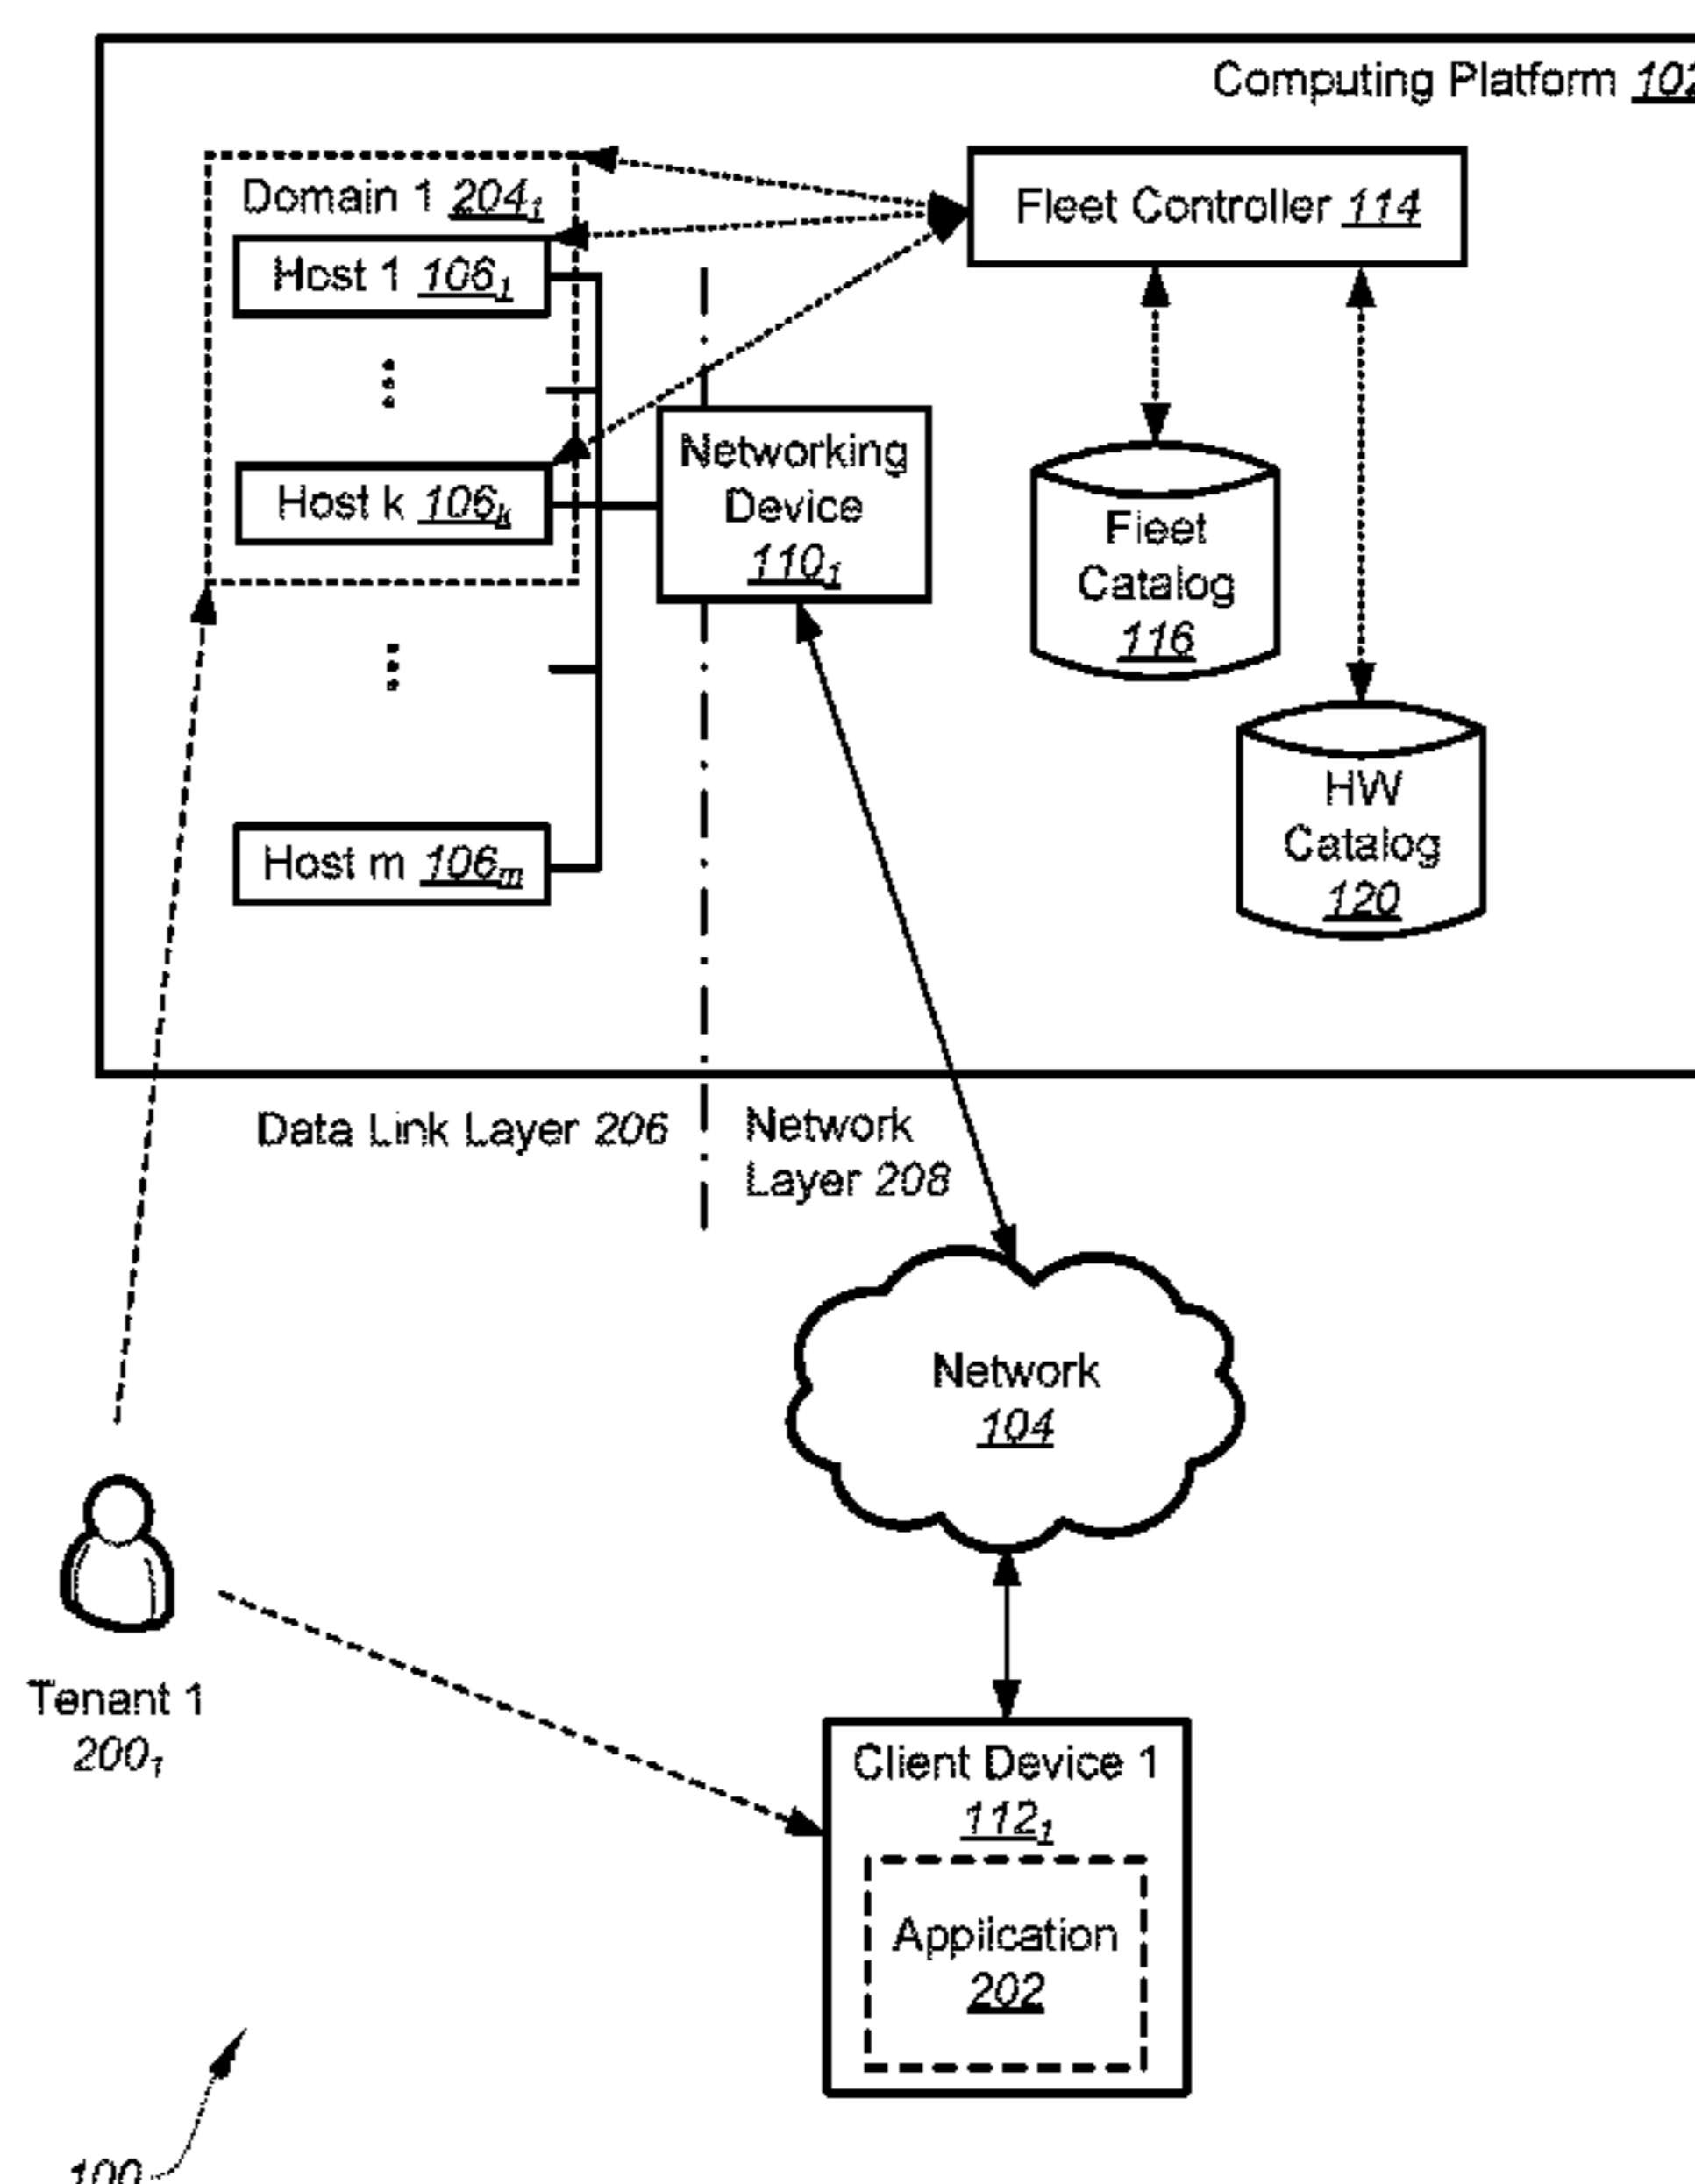 Computing Platform 102
Domain 1 204₁
Host 1 106₁
Host k 106ₖ
Host m 106ₘ
Networking
Device
110₁
Fleet Controller 114
Fleet
Catalog
116
HW
Catalog
120
Data Link Layer 206
Network
Layer 208
Network
104
Tenant 1
200₁
Client Device 1
112₁
Application
202
100